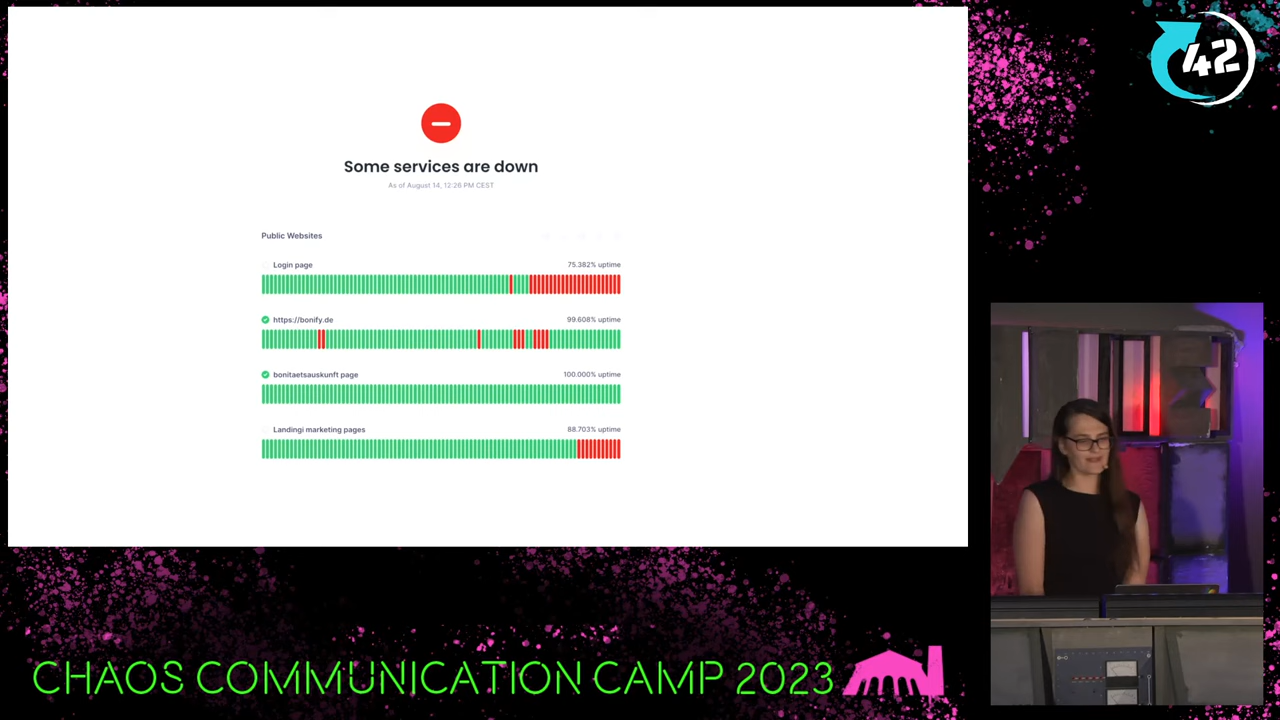 42
Some services are down
As of August 14, 12:26 PM CEST
Public Websites
Login page 75.382% uptime
https://bonify.de 99.608% uptime
bonitaetsauskunft page 100.000% uptime
Landingi marketing pages 88.703% uptime
CHAOS COMMUNICATION CAMP 2023